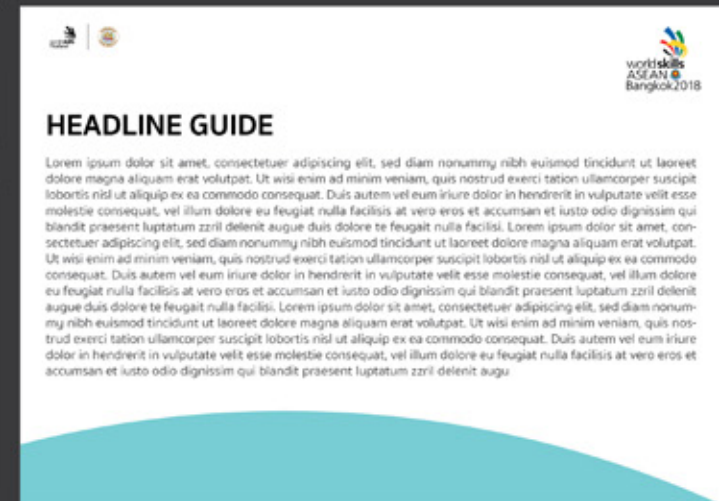 worldskills
ASEAN
Bangkok2018
HEADLINE GUIDE
Lorem ipsum dolor sit amet, consectetuer adipiscing elit, sed diam nonummy nibh euismod tincidunt ut laoreet
dolore magna aliquam erat volutpat. Ut wisi enim ad minim veniam, quis nostrud exerci tation ullamcorper suscipit
lobortis nisl ut aliquip ex ea commodo consequat. Duis autem vel eum iriure dolor in hendrerit in vulputate velit esse
molestie consequat, vel illum dolore eu feugiat nulla facilisis at vero eros et accumsan et iusto odio dignissim qui
blandit praesent luptatum zzril delenit augue duis dolore te feugait nulla facilisi. Lorem ipsum dolor sit amet, con-
sectetuer adipiscing elit, sed diam nonummy nibh euismod tincidunt ut laoreet dolore magna aliquam erat volutpat.
Ut wisi enim ad minim veniam, quis nostrud exerci tation ullamcorper suscipit lobortis nisl ut aliquip ex ea commodo
consequat. Duis autem vel eum iriure dolor in hendrerit in vulputate velit esse molestie consequat, vel illum dolore
eu feugiat nulla facilisis at vero eros et accumsan et iusto odio dignissim qui blandit praesent luptatum zzril delenit
augue duis dolore te feugait nulla facilisi. Lorem ipsum dolor sit amet, consectetuer adipiscing elit, sed diam nonum-
my nibh euismod tincidunt ut laoreet dolore magna aliquam erat volutpat. Ut wisi enim ad minim veniam, quis nos-
trud exerci tation ullamcorper suscipit lobortis nisl ut aliquip ex ea commodo consequat. Duis autem vel eum iriure
dolor in hendrerit in vulputate velit esse molestie consequat, vel illum dolore eu feugiat nulla facilisis at vero eros et
accumsan et iusto odio dignissim qui blandit praesent luptatum zzril delenit augu